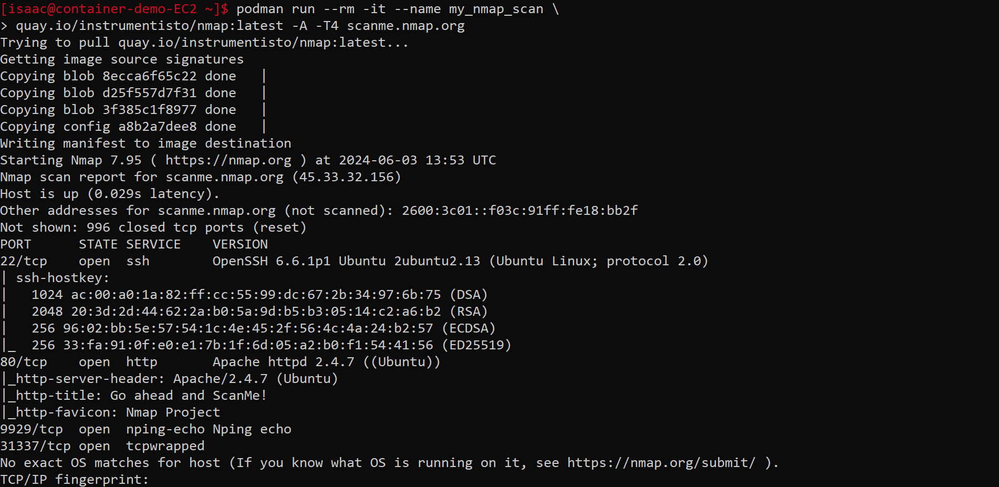 [isaac@container-demo-EC2 ~]$ podman run --rm -it --name my_nmap_scan \
> quay.io/instrumentisto/nmap:latest -A -T4 scanme.nmap.org
Trying to pull quay.io/instrumentisto/nmap:latest...
Getting image source signatures
Copying blob 8ecca6f65c22 done   |
Copying blob d25f557d7f31 done   |
Copying blob 3f385c1f8977 done   |
Copying config a8b2a7dee8 done   |
Writing manifest to image destination
Starting Nmap 7.95 ( https://nmap.org ) at 2024-06-03 13:53 UTC
Nmap scan report for scanme.nmap.org (45.33.32.156)
Host is up (0.029s latency).
Other addresses for scanme.nmap.org (not scanned): 2600:3c01::f03c:91ff:fe18:bb2f
Not shown: 996 closed tcp ports (reset)
PORT      STATE SERVICE    VERSION
22/tcp    open  ssh        OpenSSH 6.6.1p1 Ubuntu 2ubuntu2.13 (Ubuntu Linux; protocol 2.0)
| ssh-hostkey:
|   1024 ac:00:a0:1a:82:ff:cc:55:99:dc:67:2b:34:97:6b:75 (DSA)
|   2048 20:3d:2d:44:62:2a:b0:5a:9d:b5:b3:05:14:c2:a6:b2 (RSA)
|   256 96:02:bb:5e:57:54:1c:4e:45:2f:56:4c:4a:24:b2:57 (ECDSA)
|_  256 33:fa:91:0f:e0:e1:7b:1f:6d:05:a2:b0:f1:54:41:56 (ED25519)
80/tcp    open  http       Apache httpd 2.4.7 ((Ubuntu))
|_http-server-header: Apache/2.4.7 (Ubuntu)
|_http-title: Go ahead and ScanMe!
|_http-favicon: Nmap Project
9929/tcp  open  nping-echo Nping echo
31337/tcp open  tcpwrapped
No exact OS matches for host (If you know what OS is running on it, see https://nmap.org/submit/ ).
TCP/IP fingerprint: